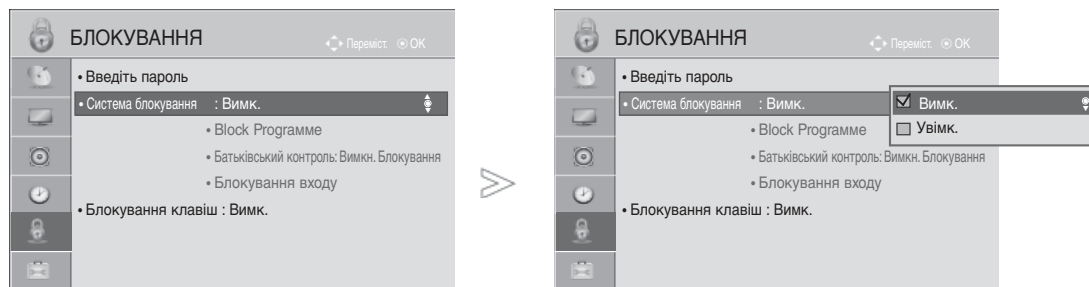 БЛОКУВАННЯ
Переміст. OK
• Введіть пароль
• Система блокування : Вимк.
• Block Programme
• Батьківський контроль: Вимкн. Блокування
• Блокування входу
• Блокування клавіш : Вимк.
БЛОКУВАННЯ
Переміст. OK
• Введіть пароль
• Система блокування : Вимк.
Вимк.
Увімк.
• Block Programme
• Батьківський контроль: Вимкн. Блокування
• Блокування входу
• Блокування клавіш : Вимк.